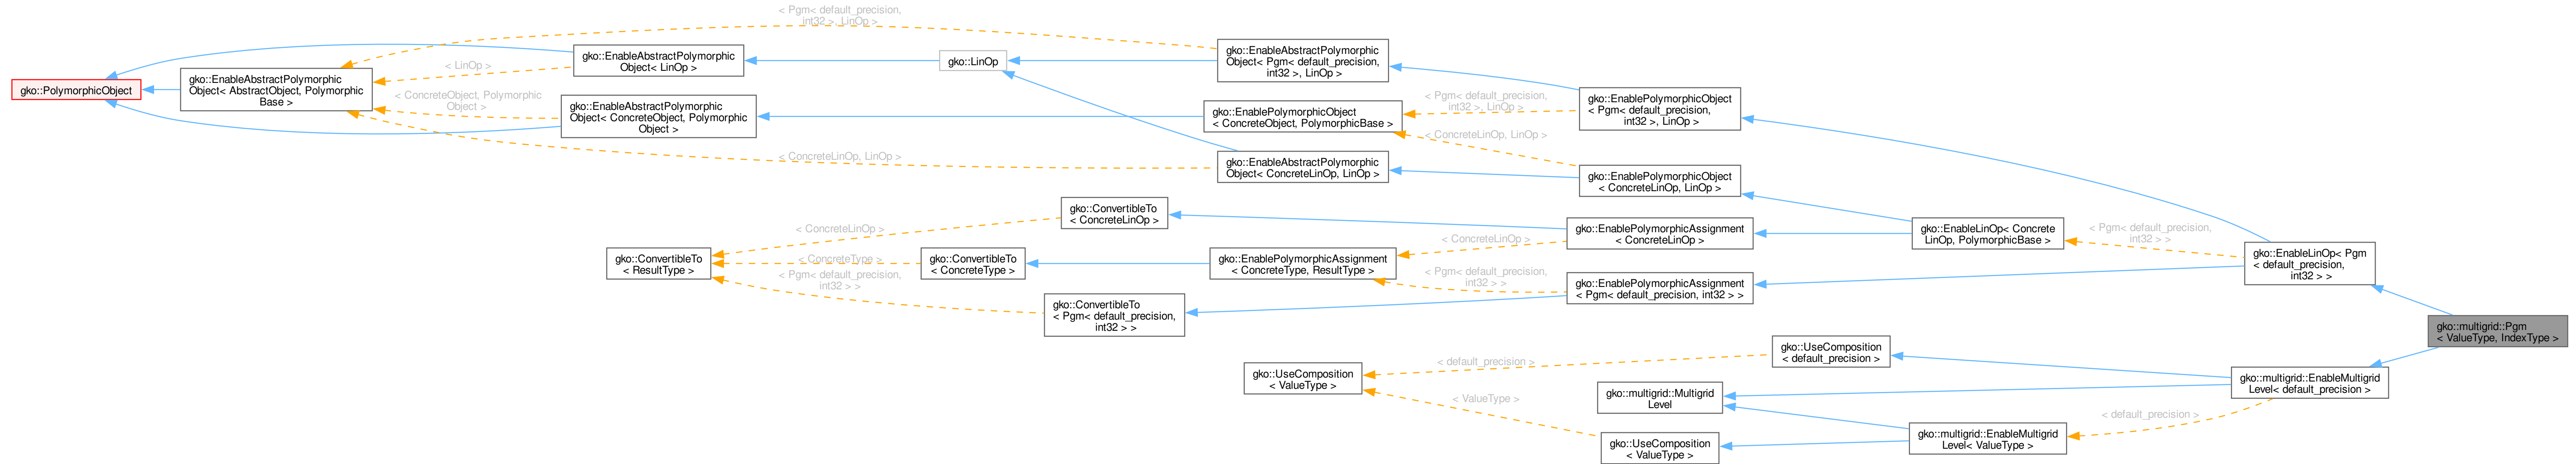 gko::PolymorphicObject
gko::EnableAbstractPolymorphic
Object< AbstractObject, Polymorphic
Base >
< LinOp >
< ConcreteObject, Polymorphic
Object >
gko::EnableAbstractPolymorphic
Object< LinOp >
gko::EnableAbstractPolymorphic
Object< ConcreteObject, Polymorphic
Object >
gko::ConvertibleTo
< ResultType >
< Pgm< default_precision,
int32 >, LinOp >
< ConcreteLinOp, LinOp >
< ConcreteLinOp >
< ConcreteType >
< Pgm< default_precision,
int32 > >
gko::LinOp
gko::ConvertibleTo
< ConcreteLinOp >
gko::ConvertibleTo
< ConcreteType >
gko::ConvertibleTo
< Pgm< default_precision,
int32 > >
gko::EnableAbstractPolymorphic
Object< Pgm< default_precision,
int32 >, LinOp >
gko::EnablePolymorphicObject
< ConcreteObject, PolymorphicBase >
gko::EnableAbstractPolymorphic
Object< ConcreteLinOp, LinOp >
gko::EnablePolymorphicAssignment
< ConcreteType, ResultType >
gko::UseComposition
< ValueType >
< Pgm< default_precision,
int32 >, LinOp >
< ConcreteLinOp, LinOp >
< ConcreteLinOp >
< Pgm< default_precision,
int32 > >
< default_precision >
< ValueType >
gko::EnablePolymorphicObject
< Pgm< default_precision,
int32 >, LinOp >
gko::EnablePolymorphicObject
< ConcreteLinOp, LinOp >
gko::EnablePolymorphicAssignment
< ConcreteLinOp >
gko::EnablePolymorphicAssignment
< Pgm< default_precision, int32 > >
gko::UseComposition
< default_precision >
gko::multigrid::Multigrid
Level
gko::UseComposition
< ValueType >
gko::EnableLinOp< Concrete
LinOp, PolymorphicBase >
gko::multigrid::EnableMultigrid
Level< ValueType >
< Pgm< default_precision,
int32 > >
< default_precision >
gko::EnableLinOp< Pgm
< default_precision,
int32 > >
gko::multigrid::EnableMultigrid
Level< default_precision >
gko::multigrid::Pgm
< ValueType, IndexType >